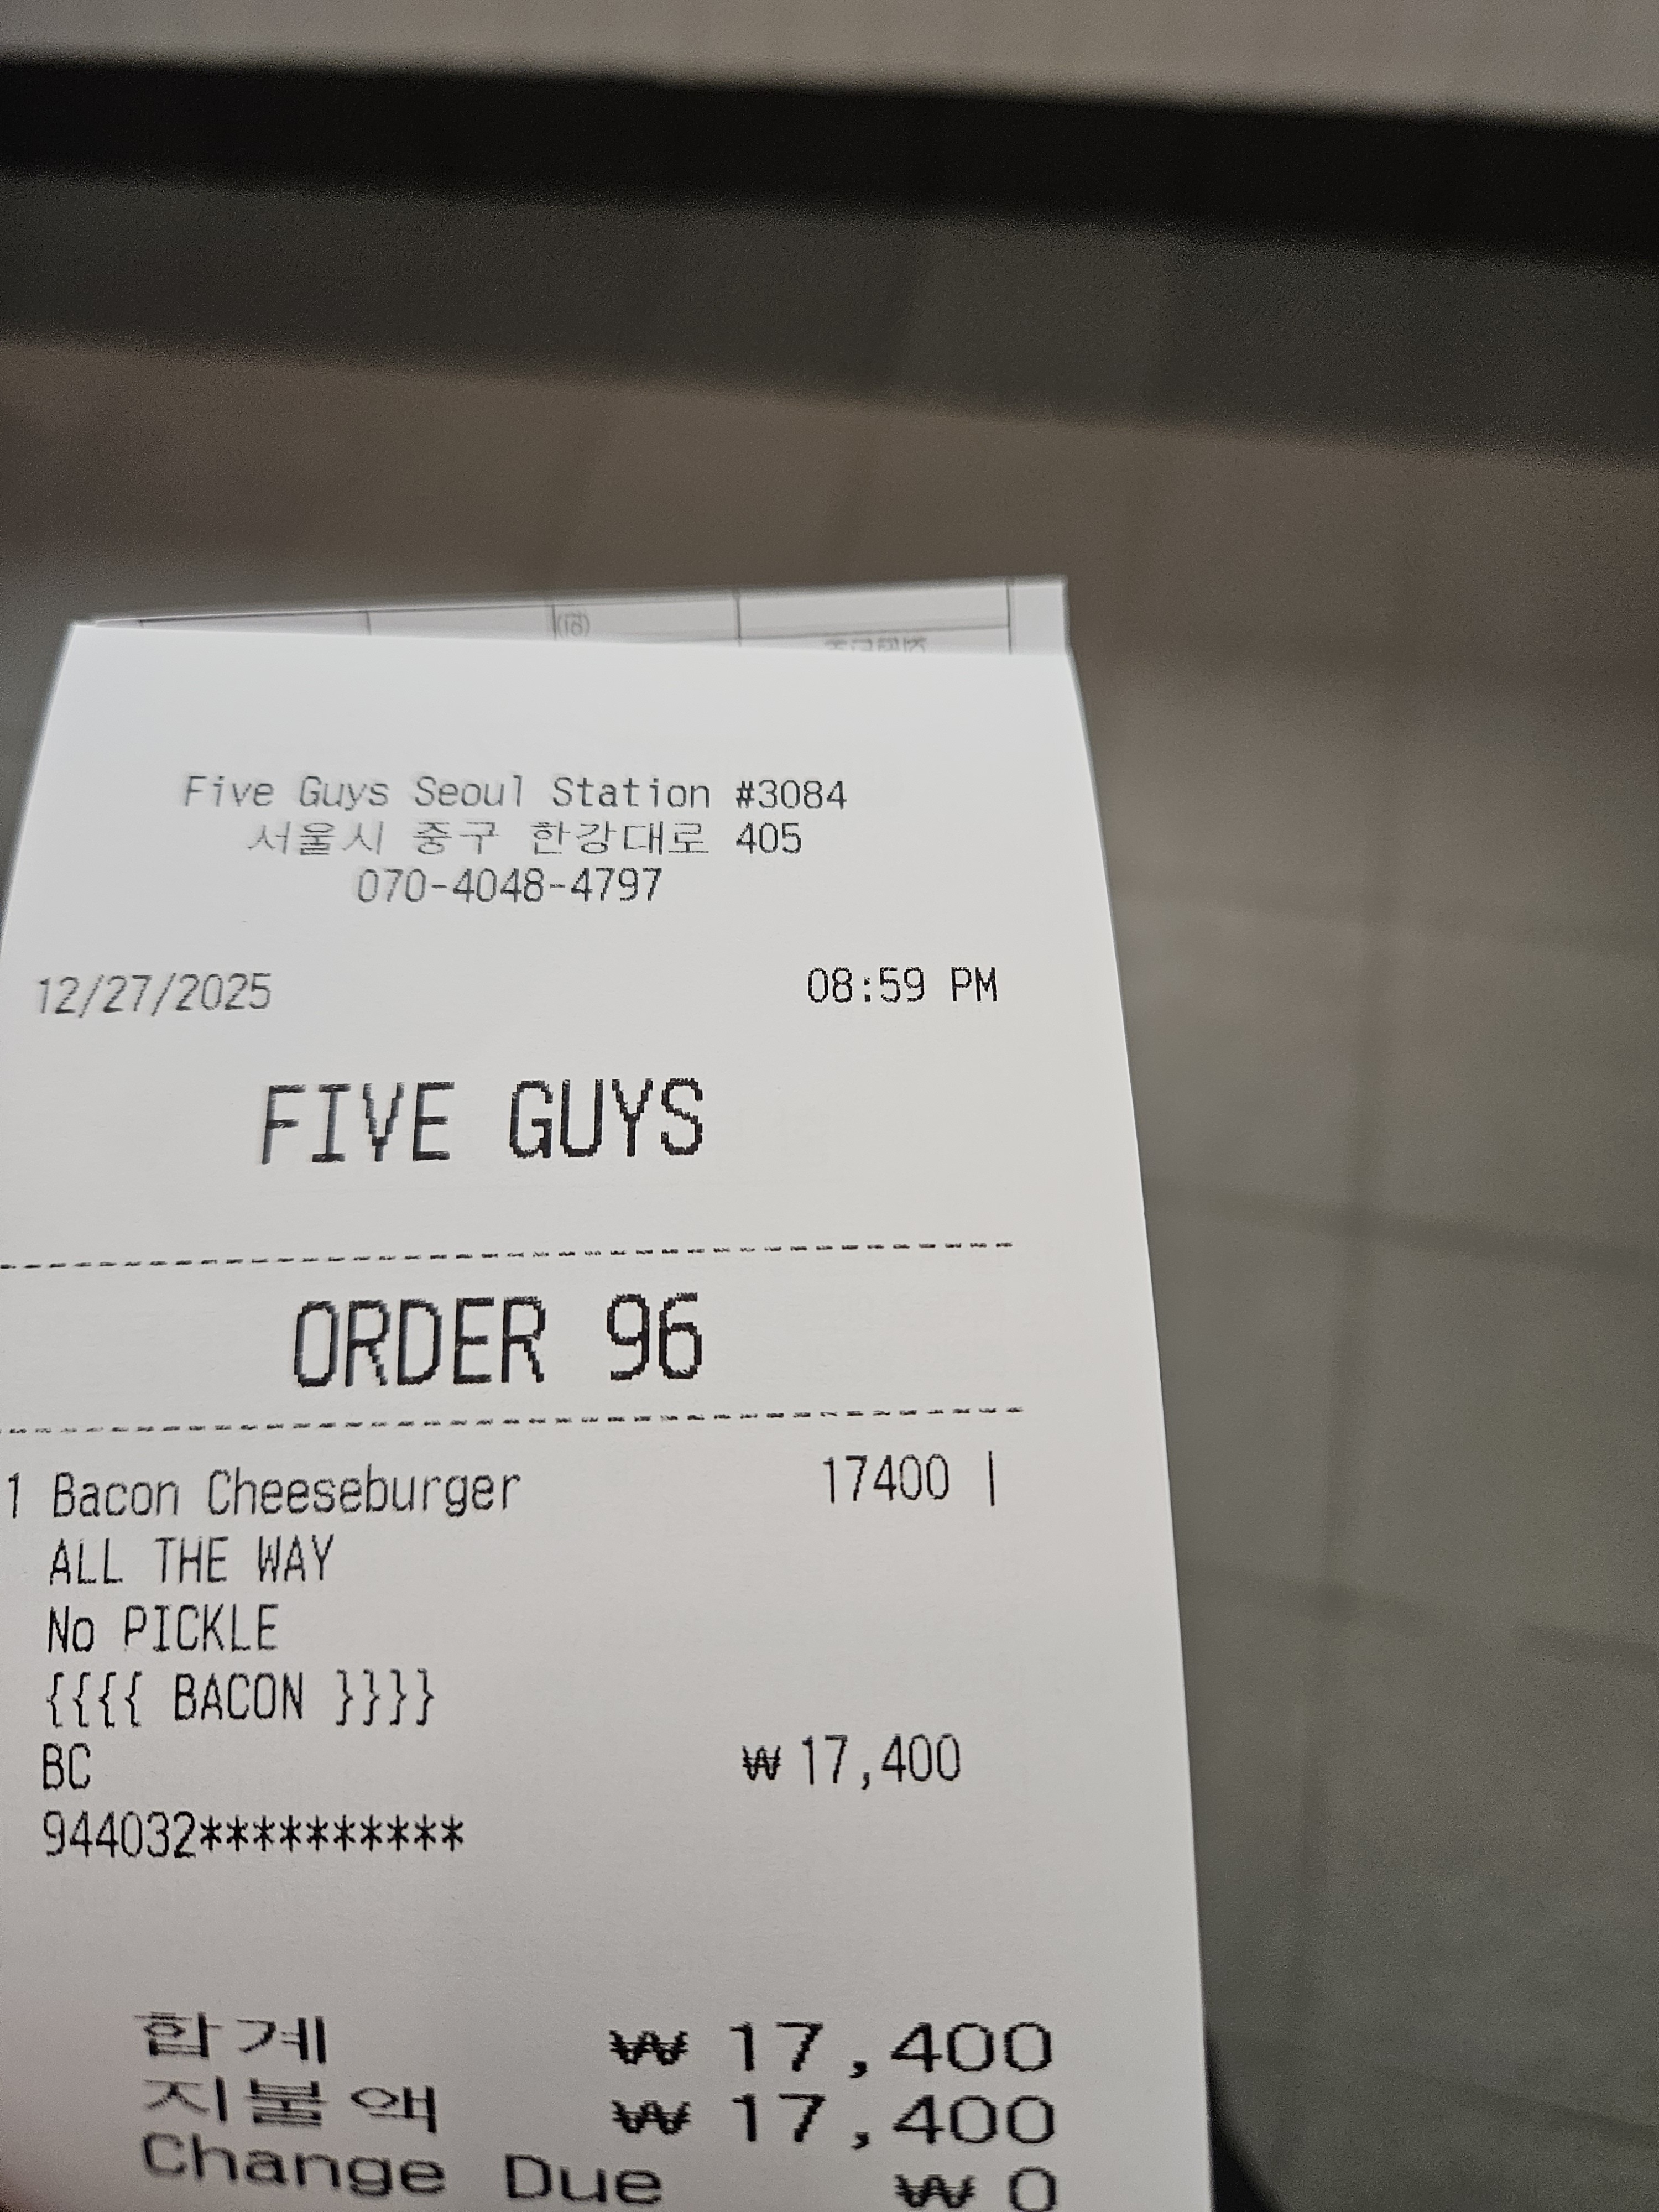 Five Guys Seoul Station #3084
서울시 중구 한강대로 405
070-4048-4797
12/27/2025 08:59 PM
FIVE GUYS
ORDER 96
1 Bacon Cheeseburger 17400 |
ALL THE WAY
No PICKLE
{{{{ BACON }}}}
BC ₩ 17,400
944032**********
합계 ₩ 17,400
지불액 ₩ 17,400
Change Due ₩ 0